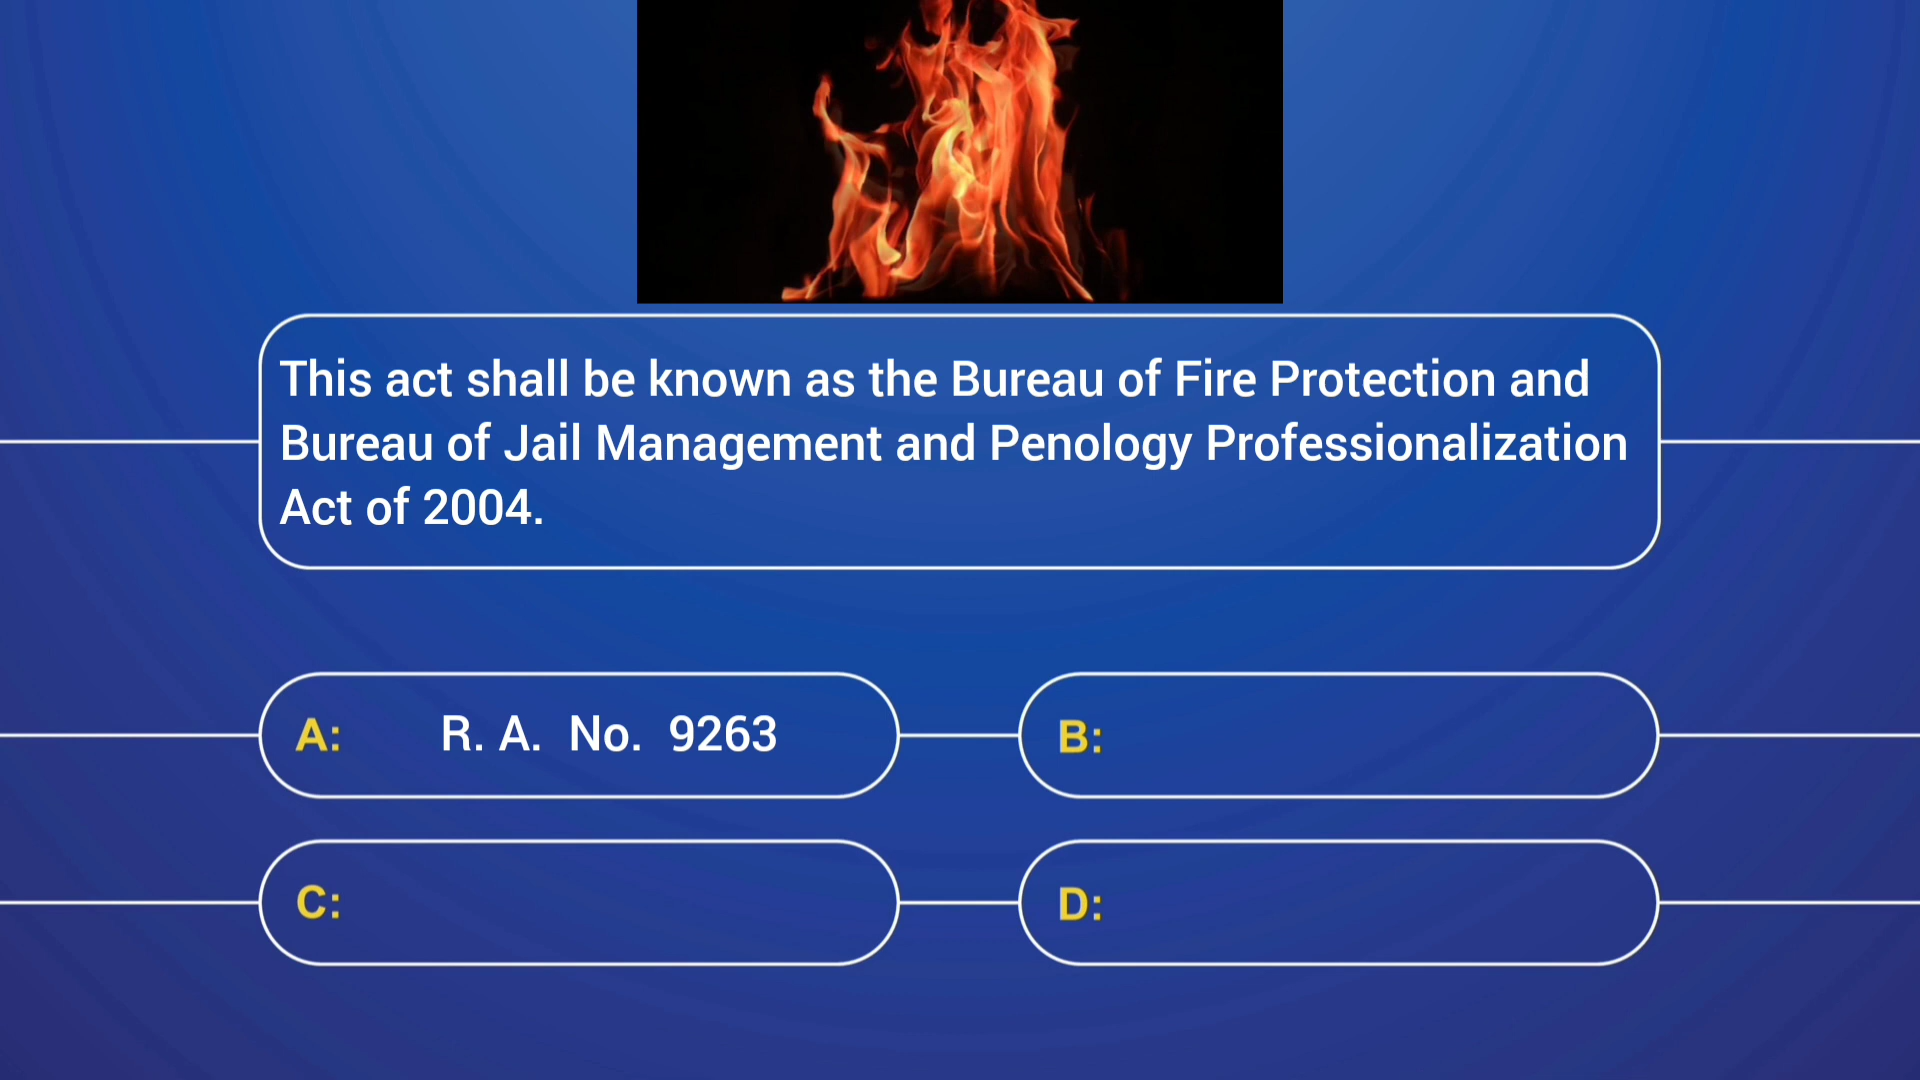 This act shall be known as the Bureau of Fire Protection and
Bureau of Jail Management and Penology Professionalization
Act of 2004.
A: R. A. No. 9263
B:
C:
D: